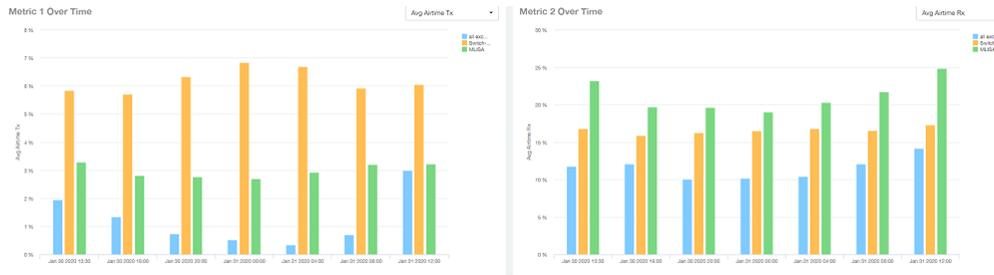 Metric 1 Over Time
Avg Airtime Tx
8 %
7 %
6 %
5 %
4 %
3 %
2 %
1 %
0 %
Avg Airtime Tx
Jan 30 2020 12:30
Jan 30 2020 16:00
Jan 30 2020 20:00
Jan 31 2020 00:00
Jan 31 2020 04:00
Jan 31 2020 08:00
Jan 31 2020 12:00
all exc...
Switch-...
MLISA
Metric 2 Over Time
Avg Airtime Rx
30 %
25 %
20 %
15 %
10 %
5 %
0 %
Avg Airtime Rx
Jan 30 2020 12:30
Jan 30 2020 16:00
Jan 30 2020 20:00
Jan 31 2020 00:00
Jan 31 2020 04:00
Jan 31 2020 08:00
Jan 31 2020 12:00
all exc
Switch
MLISA